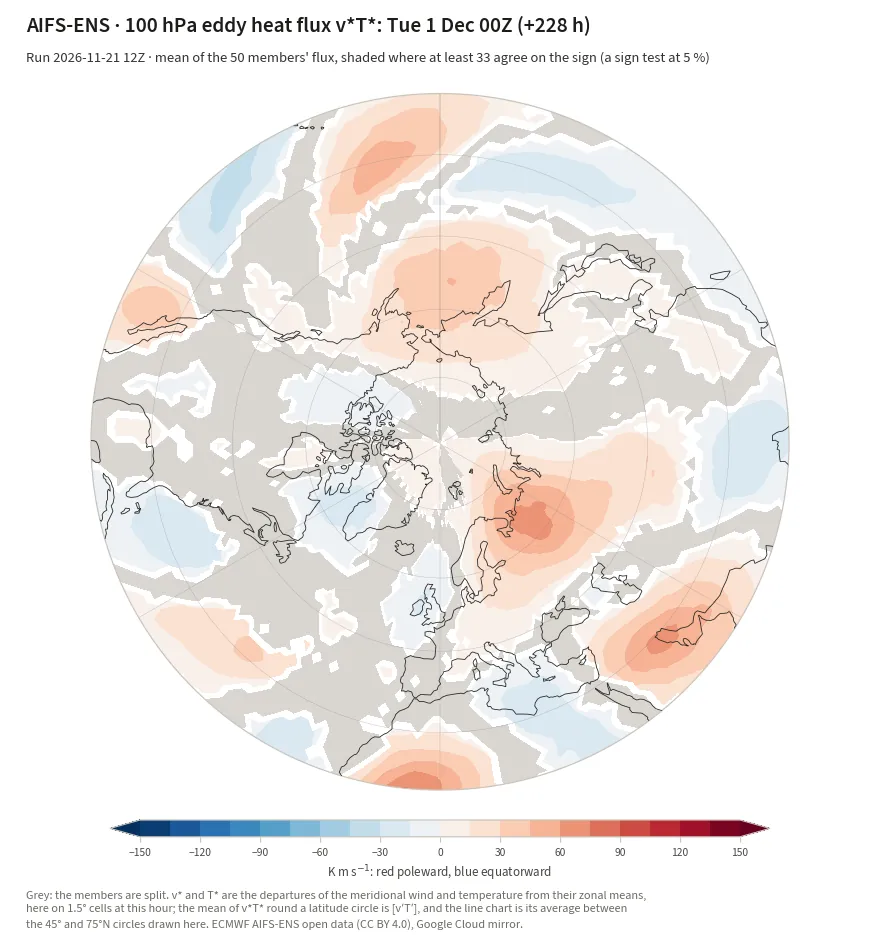 AIFS-ENS · 100 hPa eddy heat flux v*T*: Tue 1 Dec 00Z (+228 h)
Run 2026-11-21 12Z · mean of the 50 members' flux, shaded where at least 33 agree on the sign (a sign test at 5 %)
−150 −120 −90 −60 −30 0 30 60 90 120 150
K m s⁻¹: red poleward, blue equatorward
Grey: the members are split. v* and T* are the departures of the meridional wind and temperature from their zonal means,
here on 1.5° cells at this hour; the mean of v*T* round a latitude circle is [v′T′], and the line chart is its average between
the 45° and 75°N circles drawn here. ECMWF AIFS-ENS open data (CC BY 4.0), Google Cloud mirror.